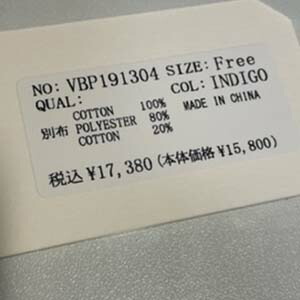 NO: VBP191304 SIZE: Free
QUAL: COL: INDIGO
COTTON 100% MADE IN CHINA
別布 POLYESTER 80%
COTTON 20%
税込 ¥17,380 (本体価格 ¥15,800)